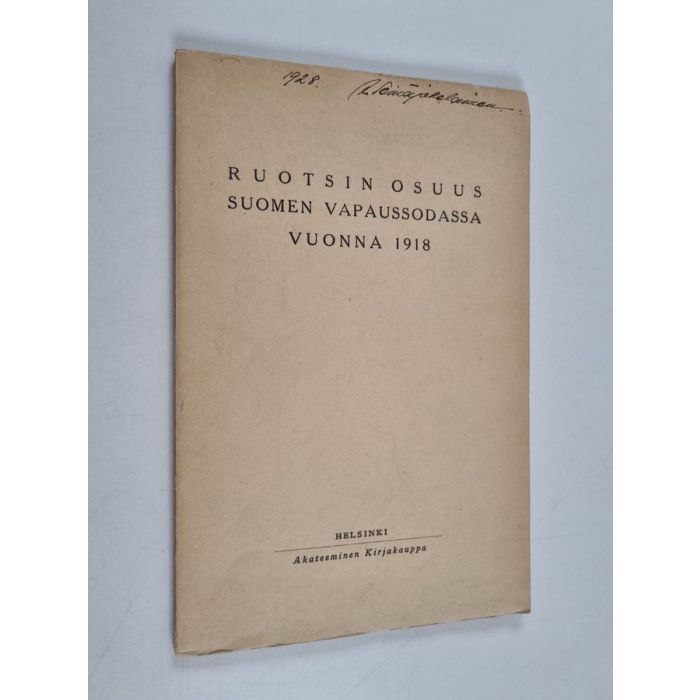 1928.
RUOTSIN OSUUS
SUOMEN VAPAUSSODASSA
VUONNA 1918
HELSINKI
Akateeminen Kirjakauppa